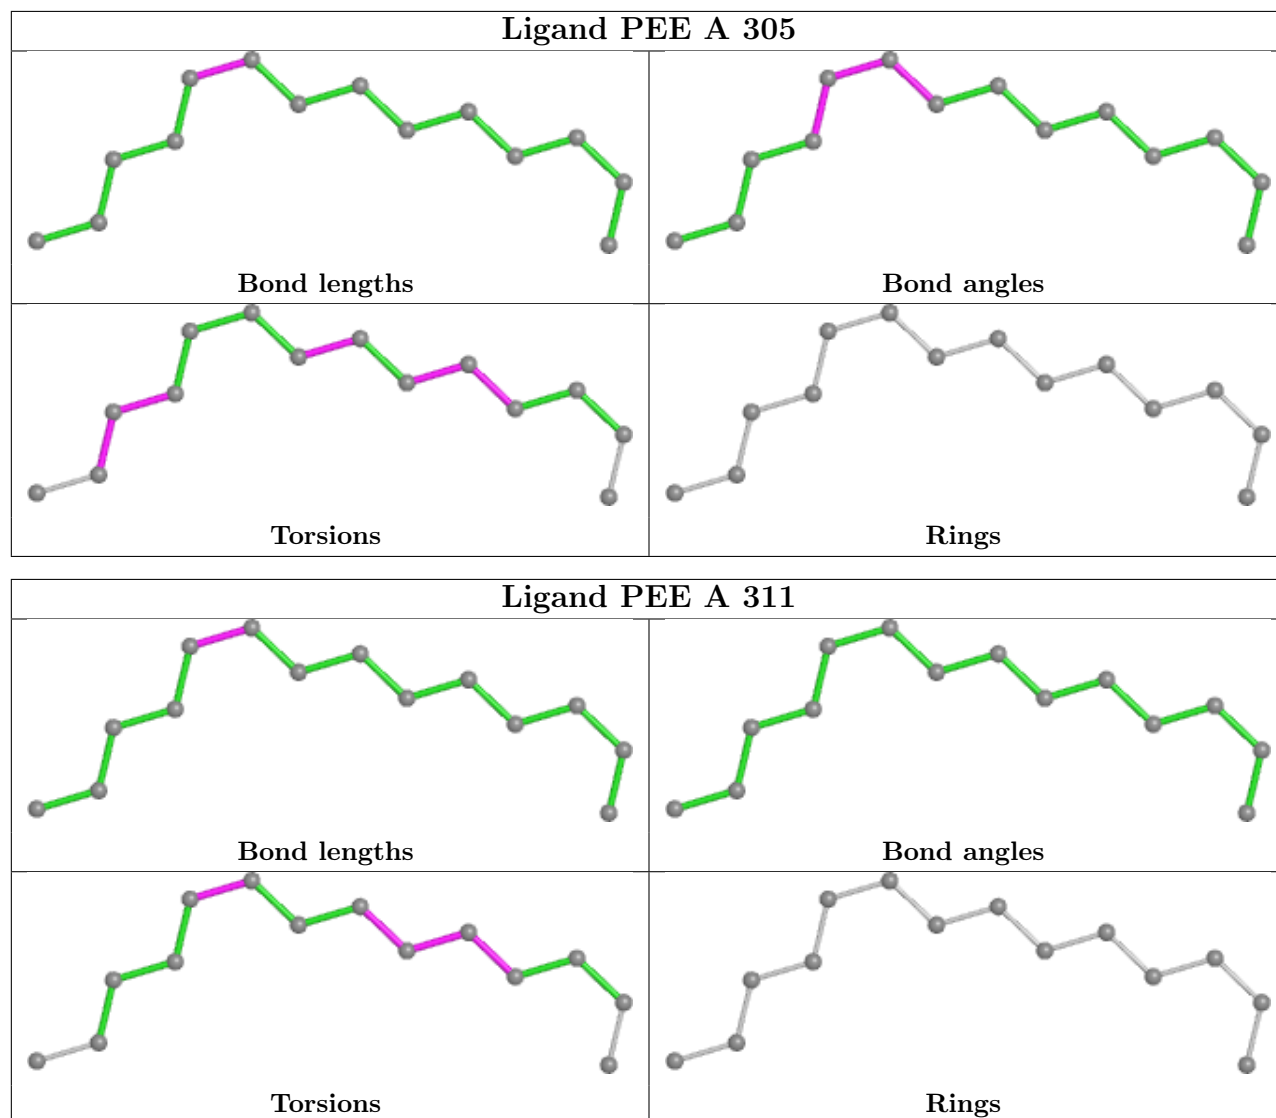 Ligand PEE A 305
Bond lengths
Bond angles
Torsions
Rings
Ligand PEE A 311
Bond lengths
Bond angles
Torsions
Rings